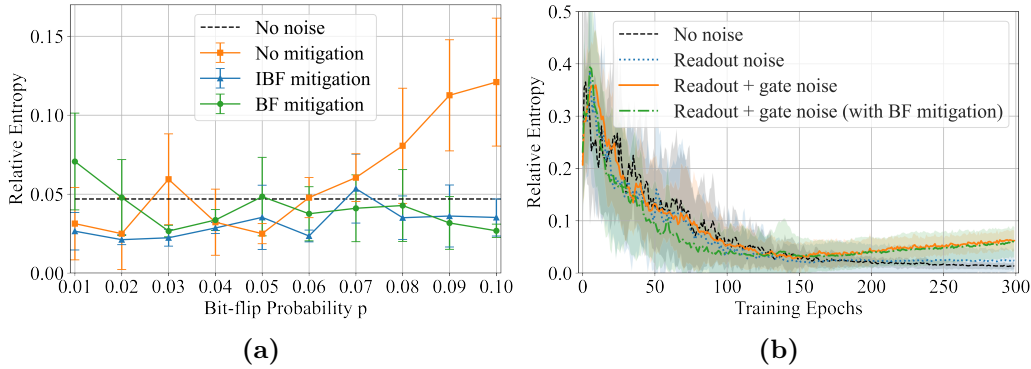 0.15
0.10
0.05
0.00
Relative Entropy
No noise
No mitigation
IBF mitigation
BF mitigation
0.01 0.02 0.03 0.04 0.05 0.06 0.07 0.08 0.09 0.10
Bit-flip Probability p
(a)
0.5
0.4
0.3
0.2
0.1
0.0
Relative Entropy
No noise
Readout noise
Readout + gate noise
Readout + gate noise (with BF mitigation)
0 50 100 150 200 250 300
Training Epochs
(b)